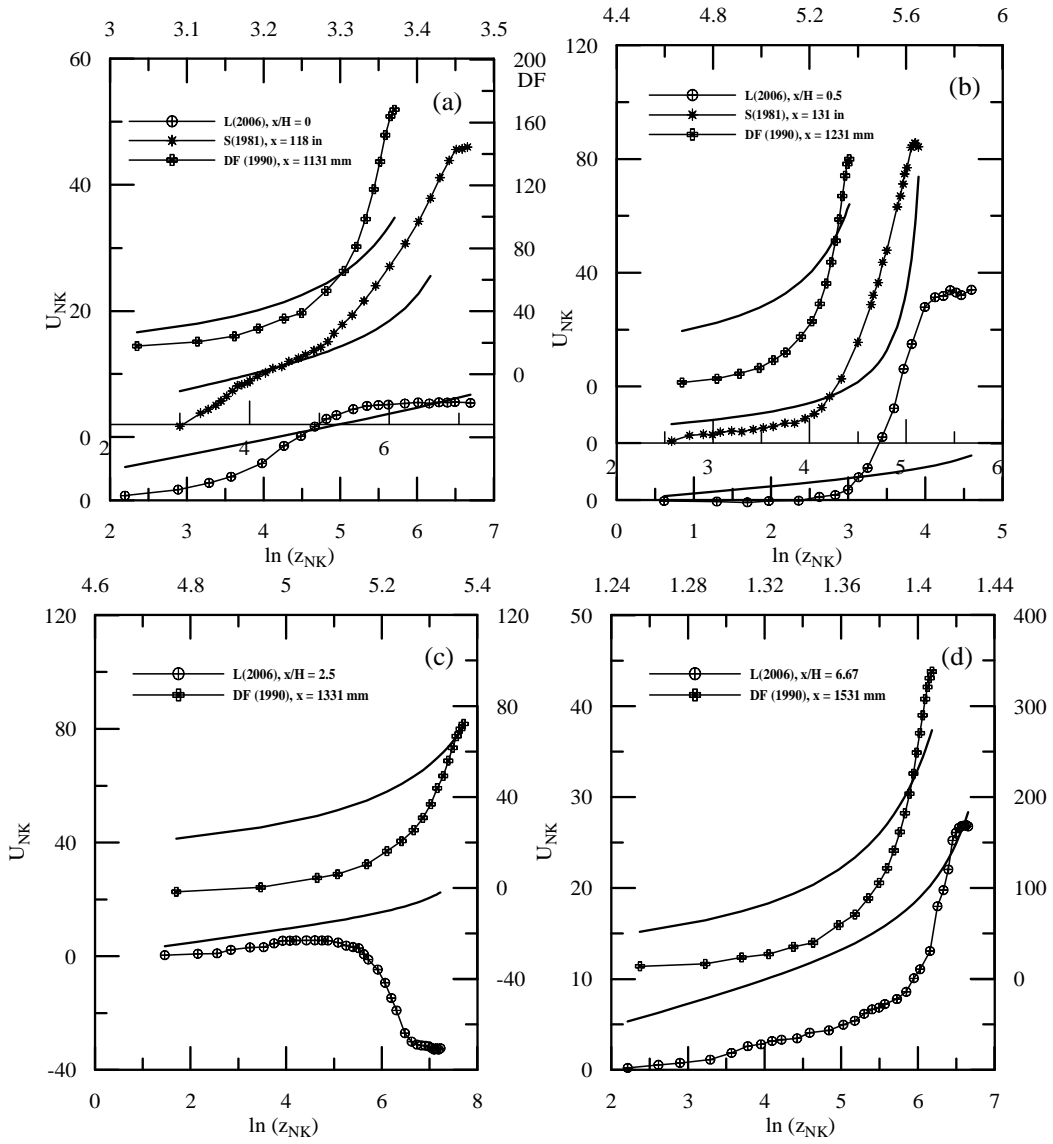 3 3.1 3.2 3.3 3.4 3.5
60
40
20
0
0
200
DF
160
120
80
40
0
(a)
L(2006), x/H = 0
S(1981), x = 118 in
DF (1990), x = 1131 mm
U_NK
2 4 6
2 3 4 5 6 7
ln (z_NK)
4.4 4.8 5.2 5.6 6
120
80
40
0
0
0
(b)
L(2006), x/H = 0.5
S(1981), x = 131 in
DF (1990), x = 1231 mm
U_NK
2 3 4 5 6
0 1 2 3 4 5
ln (z_NK)
4.6 4.8 5 5.2 5.4
120
80
40
0
-40
120
80
40
0
-40
(c)
L(2006), x/H = 2.5
DF (1990), x = 1331 mm
U_NK
0 2 4 6 8
ln (z_NK)
1.24 1.28 1.32 1.36 1.4 1.44
50
40
30
20
10
0
400
300
200
100
0
(d)
L(2006), x/H = 6.67
DF (1990), x = 1531 mm
U_NK
2 3 4 5 6 7
ln (z_NK)